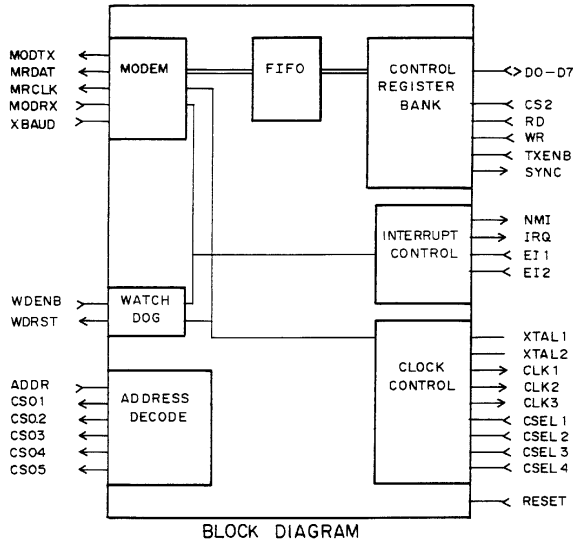 MODTX
MRDAT
MRCLK
MODRX
XBAUD
MODEM
FIFO
CONTROL
REGISTER
BANK
DO-D7
CS2
RD
WR
TXENB
SYNC
INTERRUPT
CONTROL
NMI
IRQ
EI1
EI2
WDENB
WDRST
WATCH
DOG
ADDR
CSO1
CSO2
CSO3
CSO4
CSO5
ADDRESS
DECODE
CLOCK
CONTROL
XTAL1
XTAL2
CLK1
CLK2
CLK3
CSEL1
CSEL2
CSEL3
CSEL4
RESET
BLOCK DIAGRAM